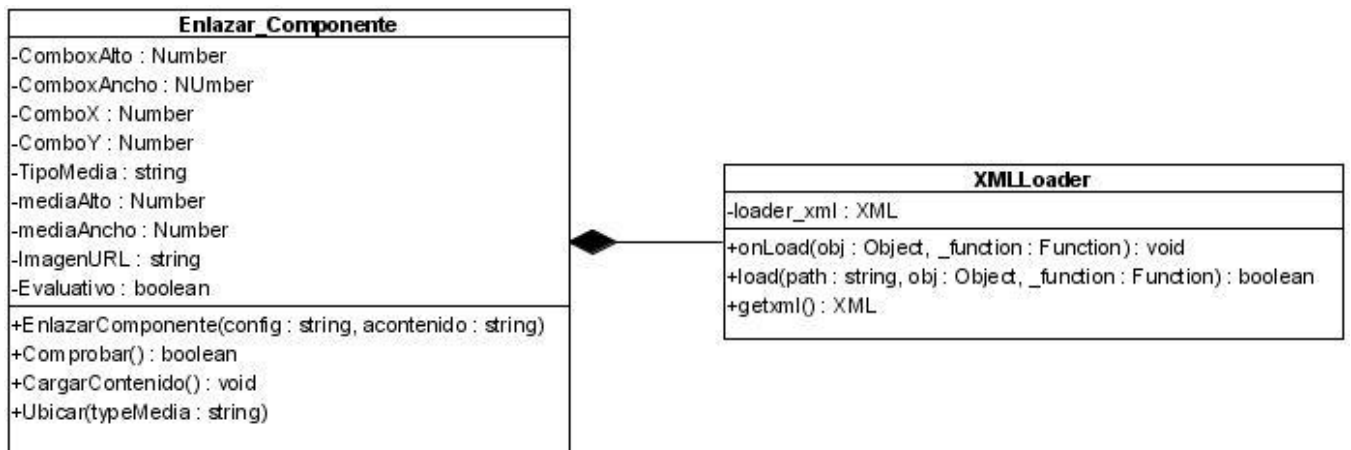 Enlazar_Componente
-ComboxAlto : Number
-ComboxAncho : NUmber
-ComboX : Number
-ComboY : Number
-TipoMedia : string
-mediaAlto : Number
-mediaAncho : Number
-ImagenURL : string
-Evaluativo : boolean
+EnlazarComponente(config : string, acontenido : string)
+Comprobar() : boolean
+CargarContenido() : void
+Ubicar(typeMedia : string)
XMLLoader
-loader_xml : XML
+onLoad(obj : Object, _function : Function) : void
+load(path : string, obj : Object, _function : Function) : boolean
+getxml() : XML